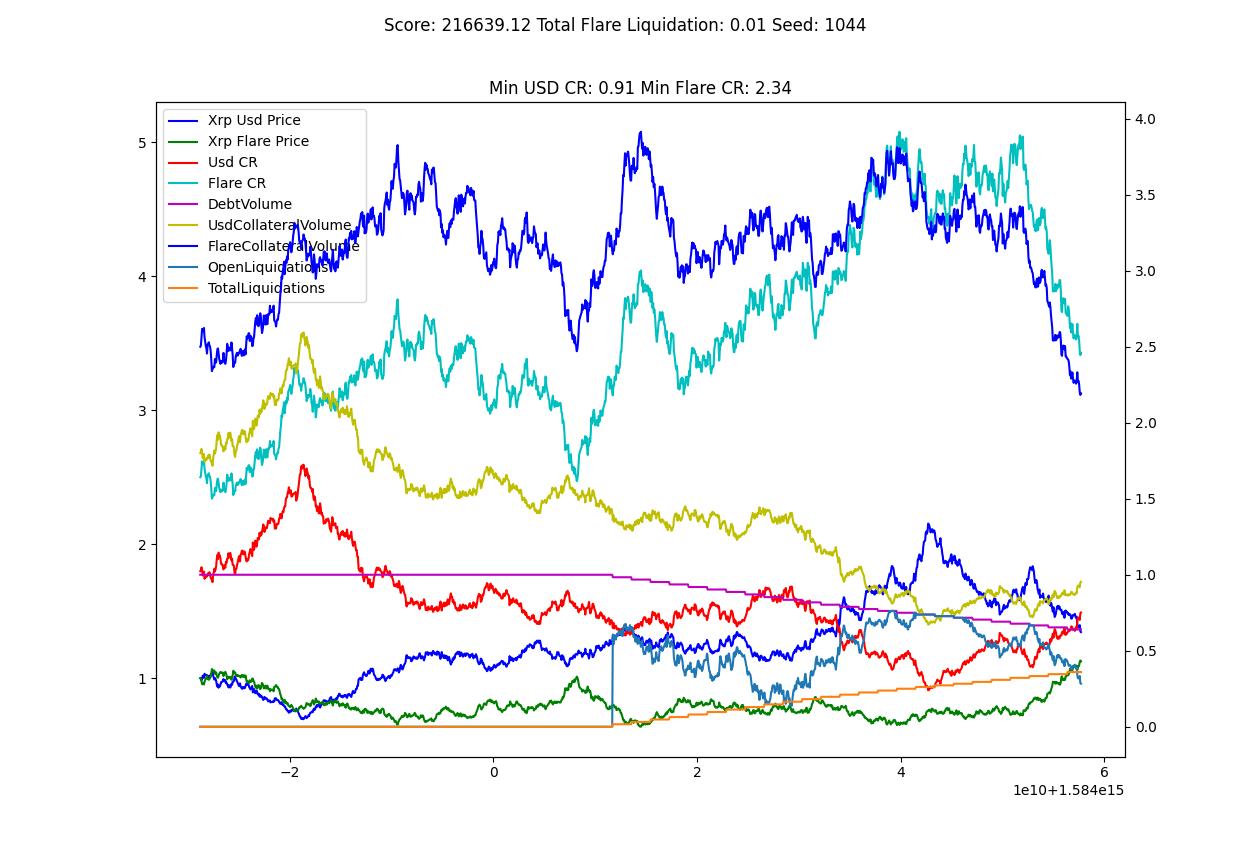 Score: 216639.12 Total Flare Liquidation: 0.01 Seed: 1044
Min USD CR: 0.91 Min Flare CR: 2.34
Xrp Usd Price
Xrp Flare Price
Usd CR
Flare CR
DebtVolume
UsdCollateralVolume
FlareCollateralVolume
OpenLiquidations
TotalLiquidations
5
4
3
2
1
4.0
3.5
3.0
2.5
2.0
1.5
1.0
0.5
0.0
−2
0
2
4
6
1e10+1.584e15